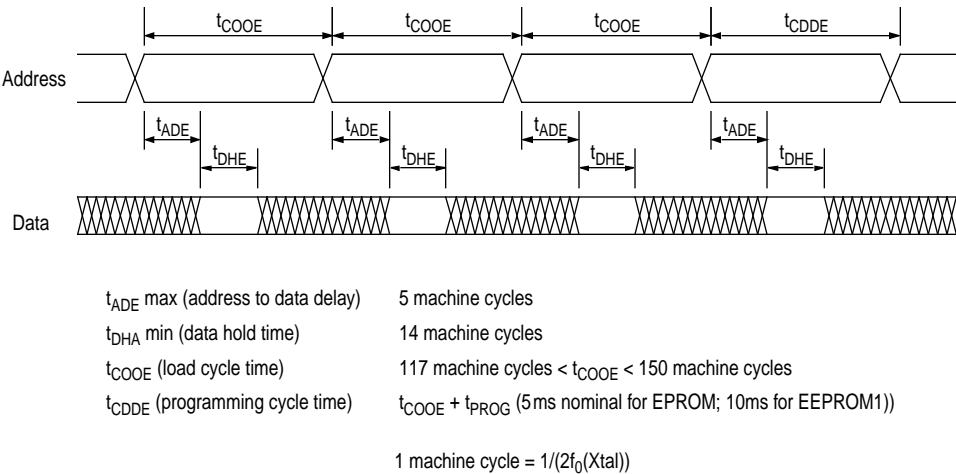 tCOOE tCOOE tCOOE tCDDE
Address
tADE tADE tADE tADE
tDHE tDHE tDHE tDHE
Data
tADE max (address to data delay) 5 machine cycles
tDHA min (data hold time) 14 machine cycles
tCOOE (load cycle time) 117 machine cycles < tCOOE < 150 machine cycles
tCDDE (programming cycle time) tCOOE + tPROG (5ms nominal for EPROM; 10ms for EEPROM1))
1 machine cycle = 1/(2f0(Xtal))